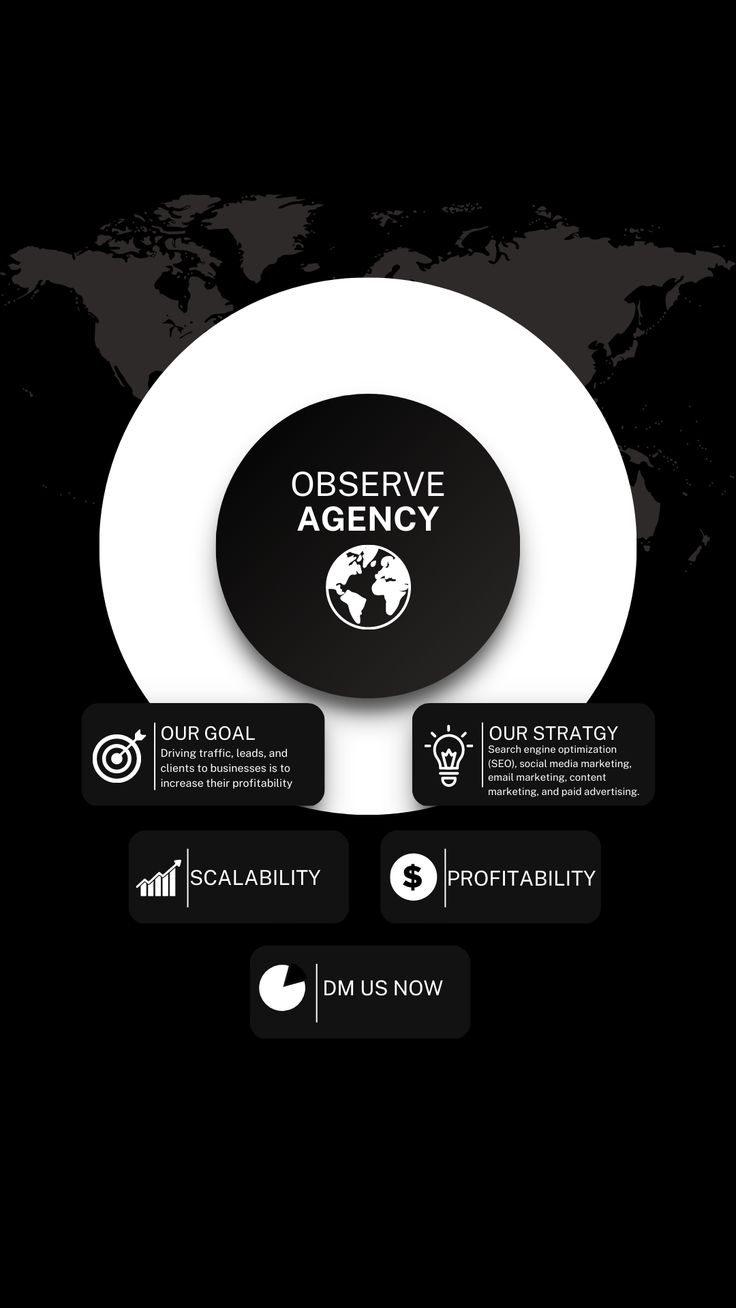 OBSERVE
AGENCY
OUR GOAL
Driving traffic, leads, and
clients to businesses is to
increase their profitability
OUR STRATGY
Search engine optimization
(SEO), social media marketing,
email marketing, content
marketing, and paid advertising.
SCALABILITY
$
PROFITABILITY
DM US NOW